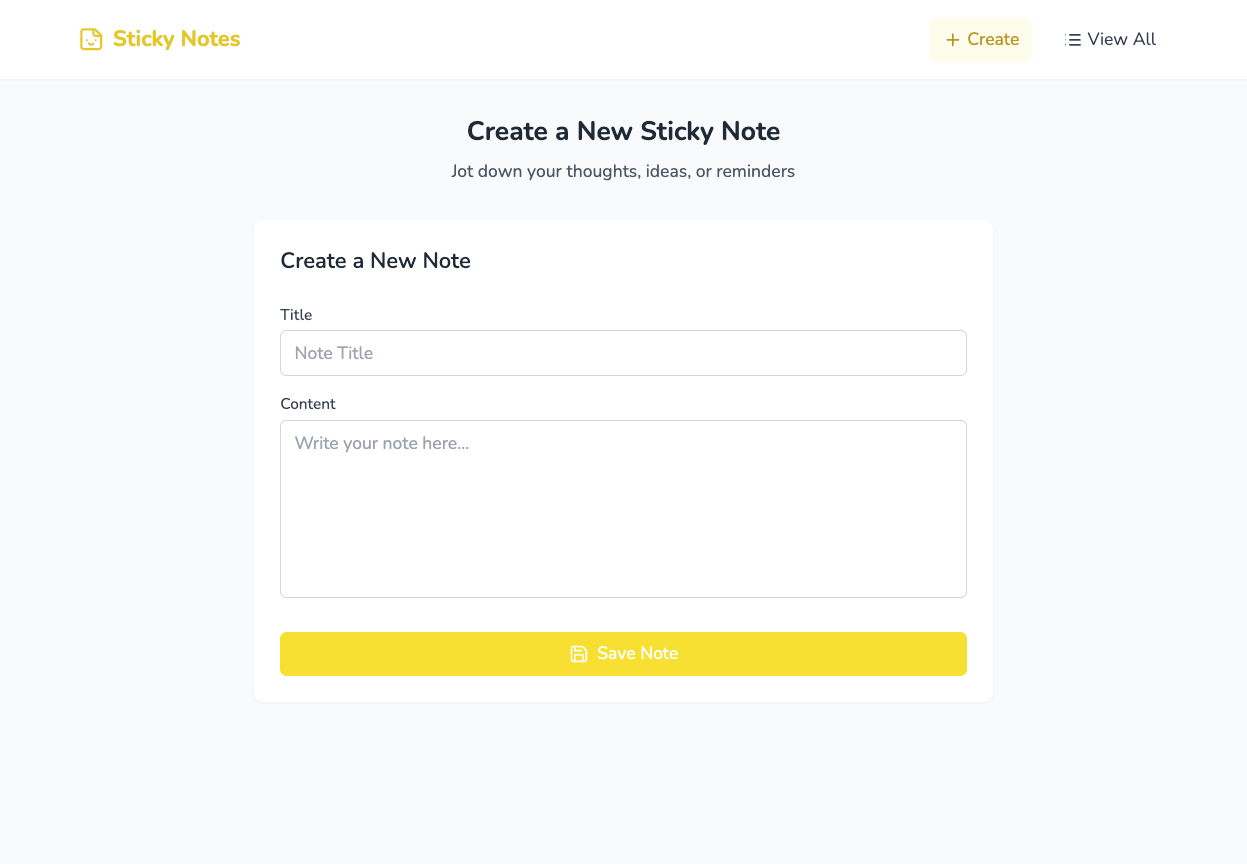 Sticky Notes
Create
View All
Create a New Sticky Note
Jot down your thoughts, ideas, or reminders
Create a New Note
Title
Note Title
Content
Write your note here...
Save Note